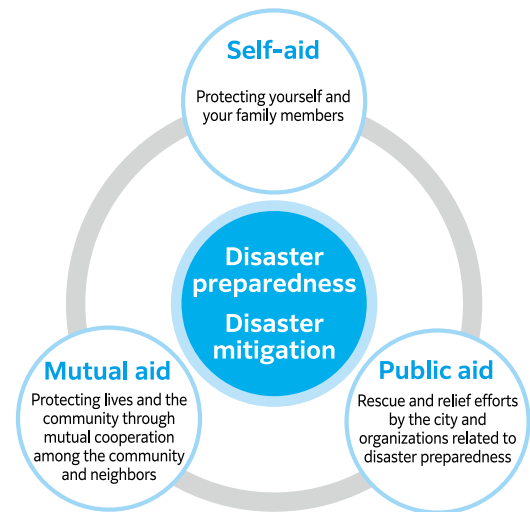 Self-aid
Protecting yourself and
your family members
Disaster
preparedness
Disaster
mitigation
Mutual aid
Protecting lives and the
community through
mutual cooperation
among the community
and neighbors
Public aid
Rescue and relief efforts
by the city and
organizations related to
disaster preparedness